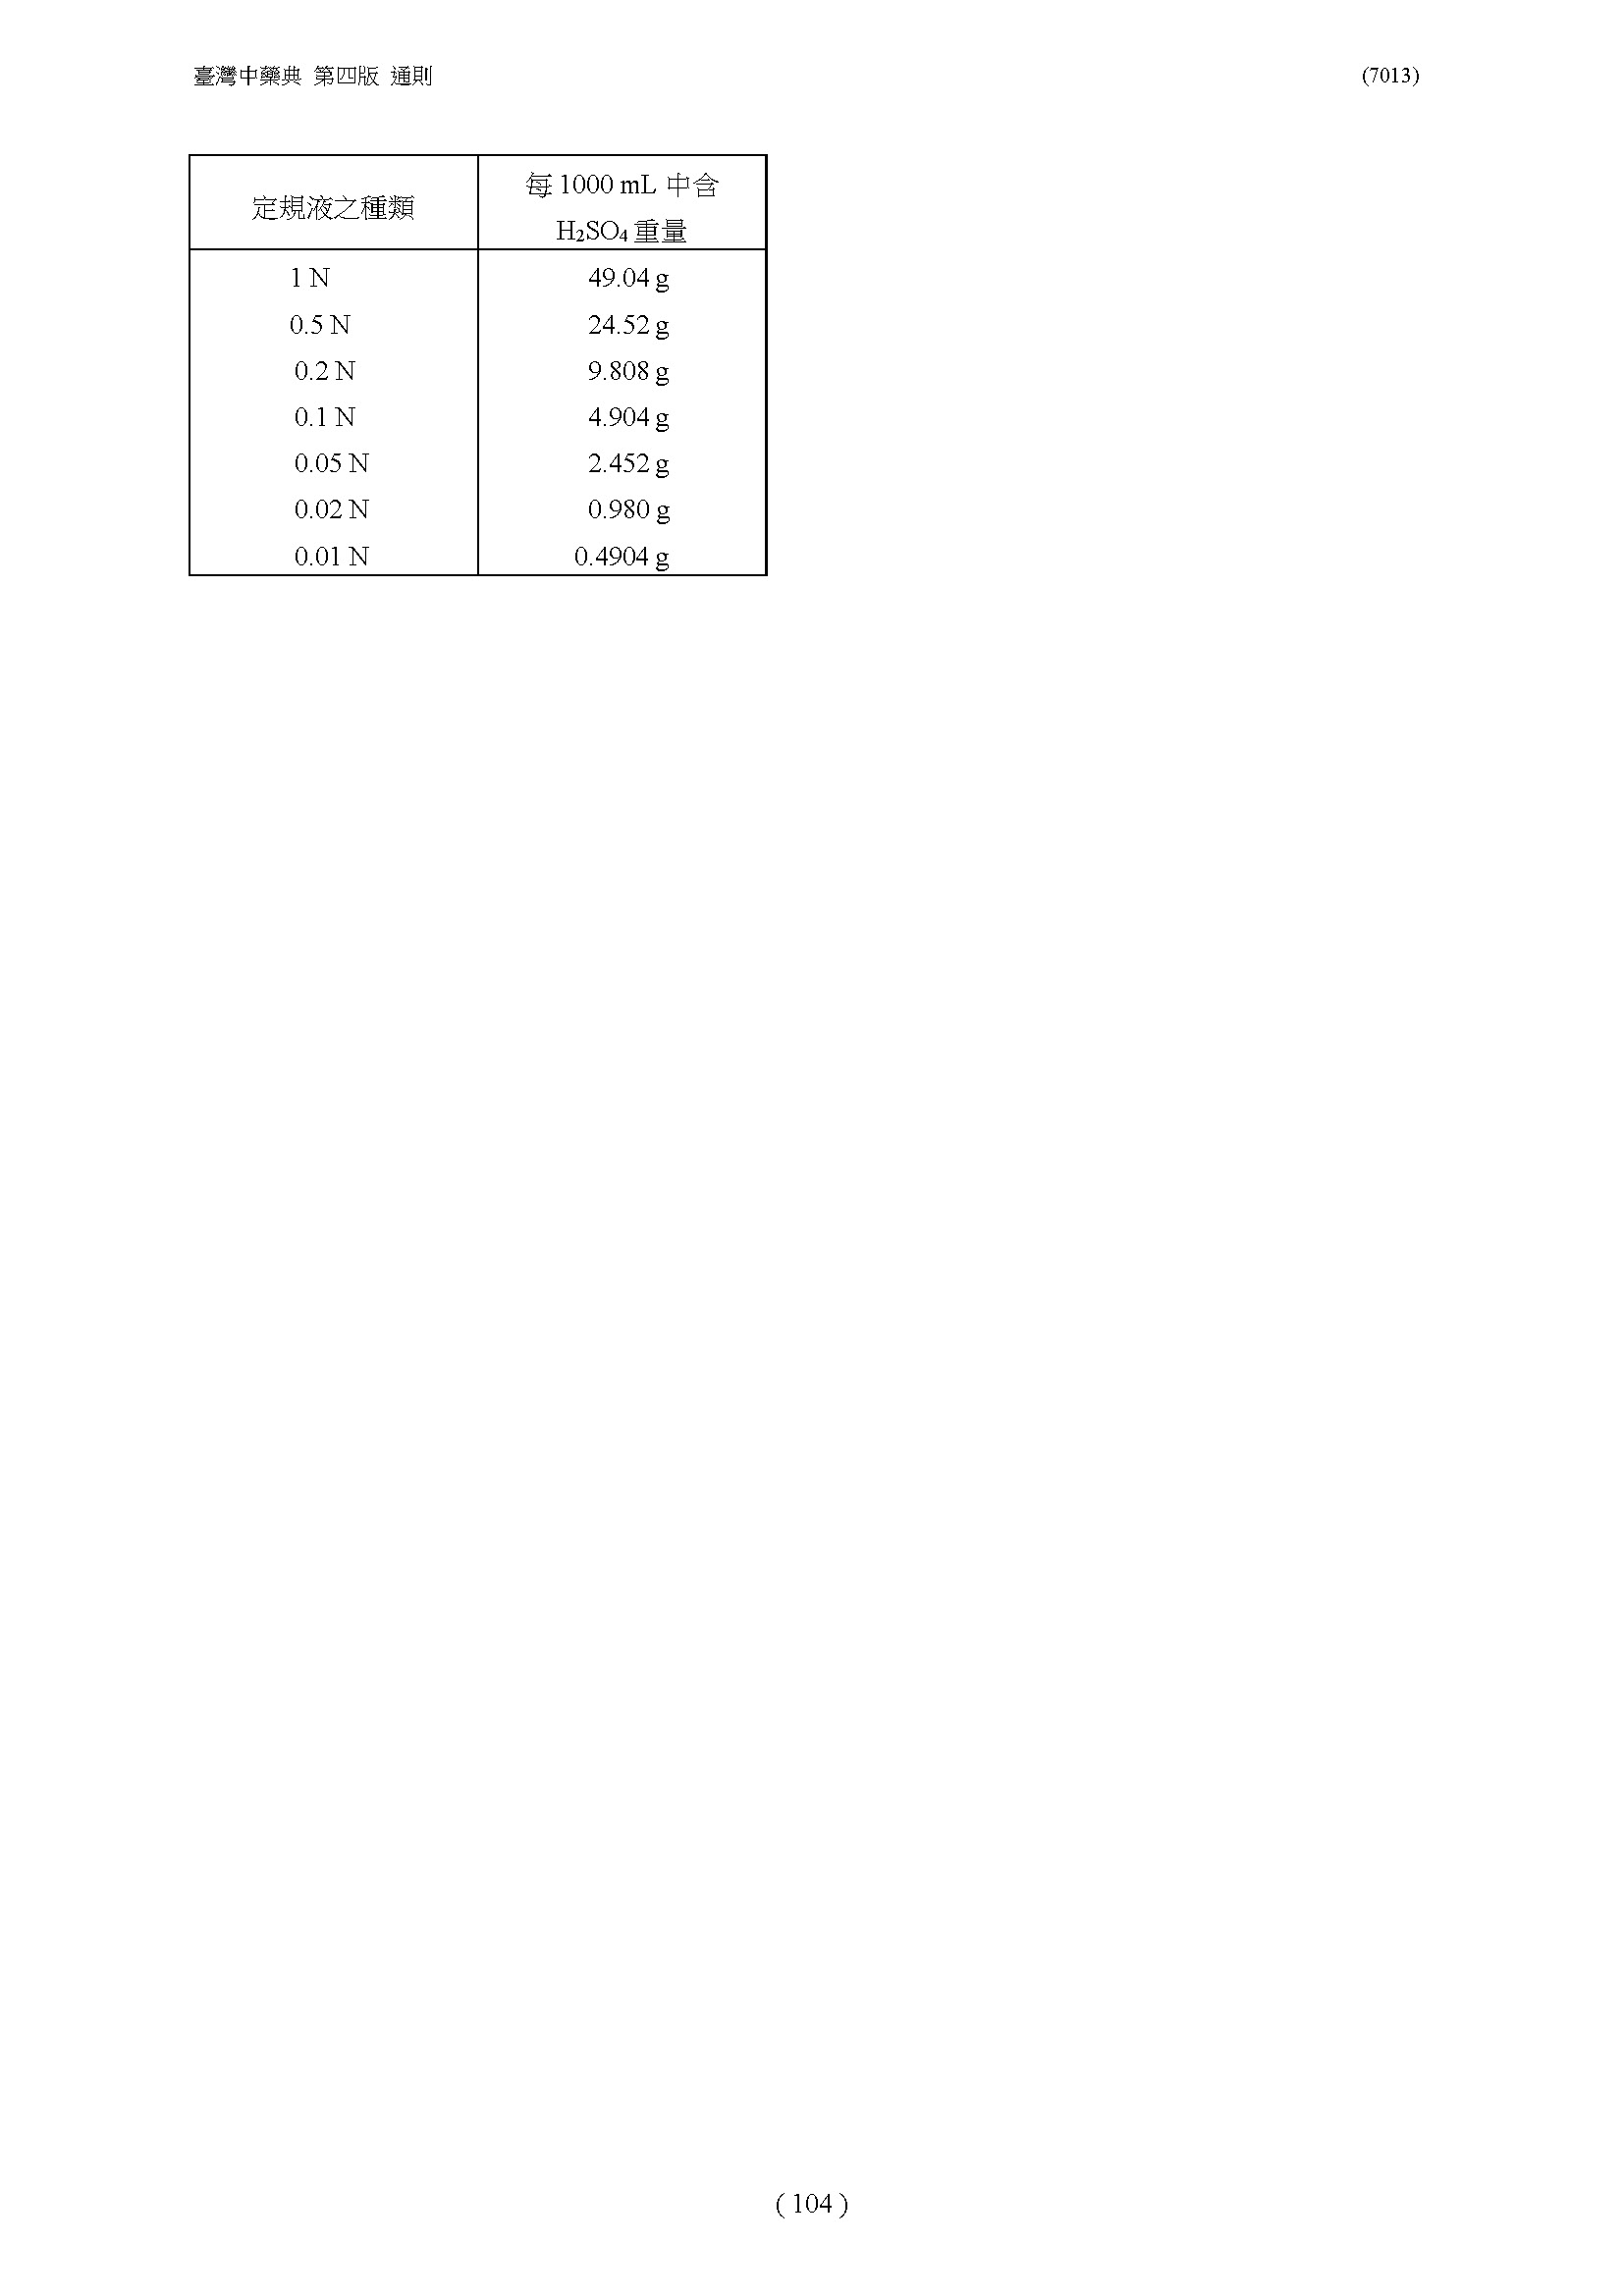 臺灣中藥典 第四版 通則 (7013)
定規液之種類 每 1000 mL 中含
H₂SO₄ 重量
1 N 49.04 g
0.5 N 24.52 g
0.2 N 9.808 g
0.1 N 4.904 g
0.05 N 2.452 g
0.02 N 0.980 g
0.01 N 0.4904 g
( 104 )